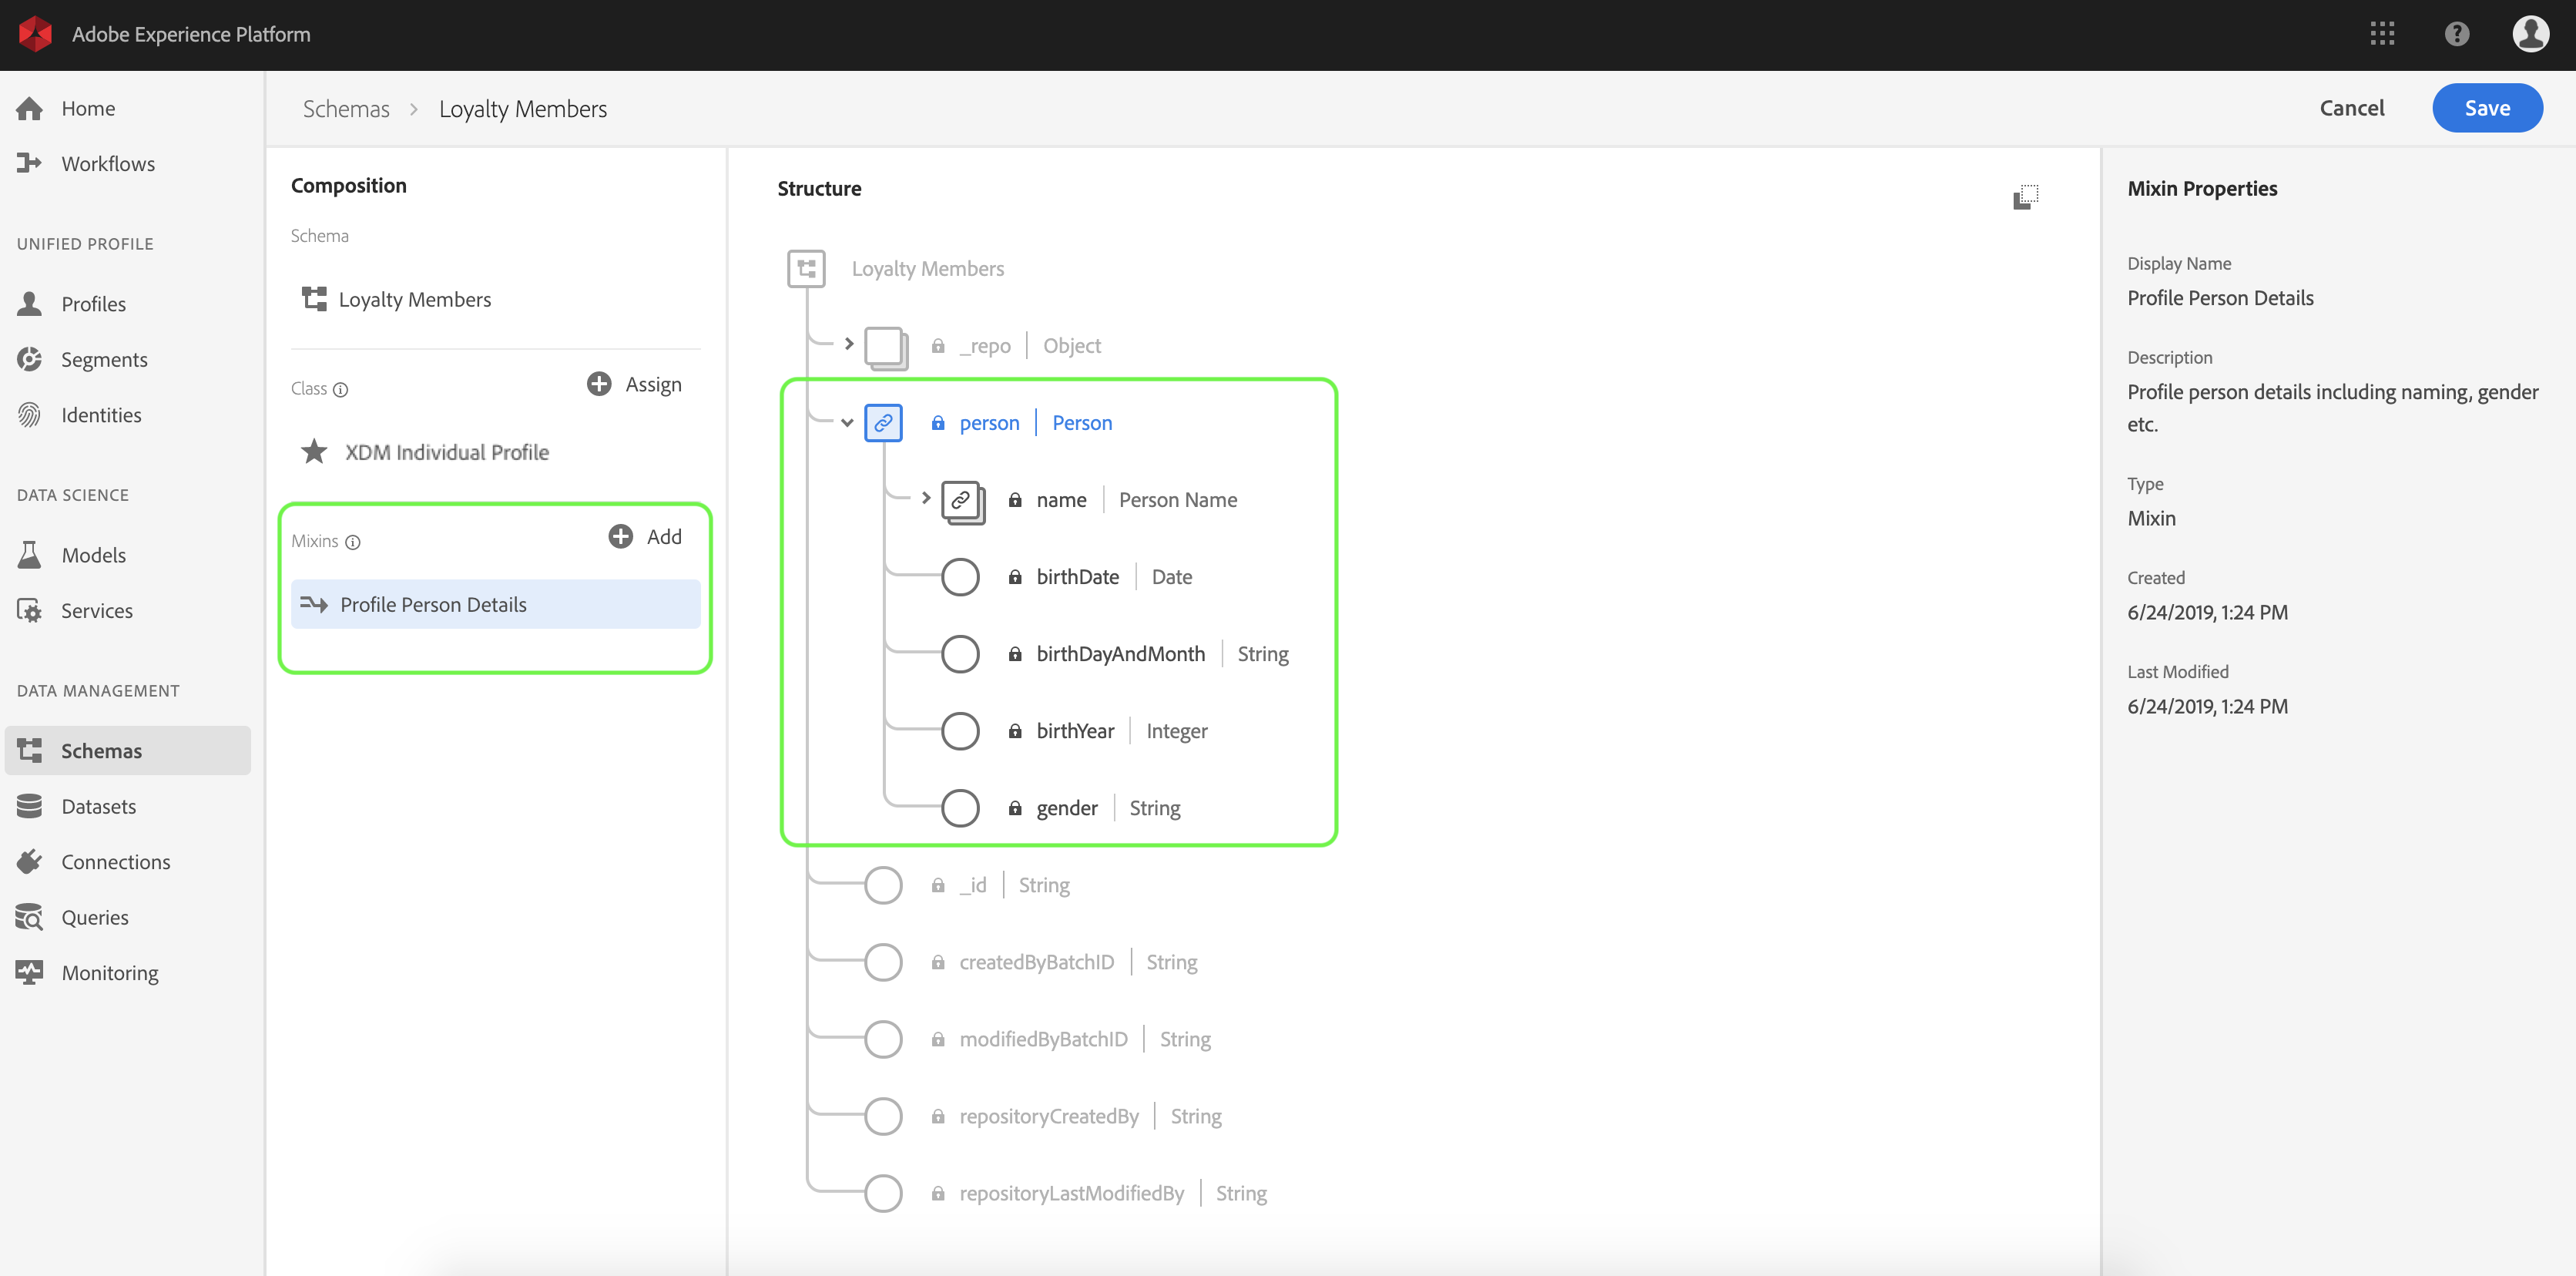 Adobe Experience Platform
Home
Workflows
UNIFIED PROFILE
Profiles
Segments
Identities
DATA SCIENCE
Models
Services
DATA MANAGEMENT
Schemas
Datasets
Connections
Queries
Monitoring
Schemas > Loyalty Members
Cancel
Save
Composition
Schema
Loyalty Members
Class
Assign
XDM Individual Profile
Mixins
Add
Profile Person Details
Structure
Loyalty Members
_repo | Object
person | Person
name | Person Name
birthDate | Date
birthDayAndMonth | String
birthYear | Integer
gender | String
_id | String
createdByBatchID | String
modifiedByBatchID | String
repositoryCreatedBy | String
repositoryLastModifiedBy | String
Mixin Properties
Display Name
Profile Person Details
Description
Profile person details including naming, gender
etc.
Type
Mixin
Created
6/24/2019, 1:24 PM
Last Modified
6/24/2019, 1:24 PM